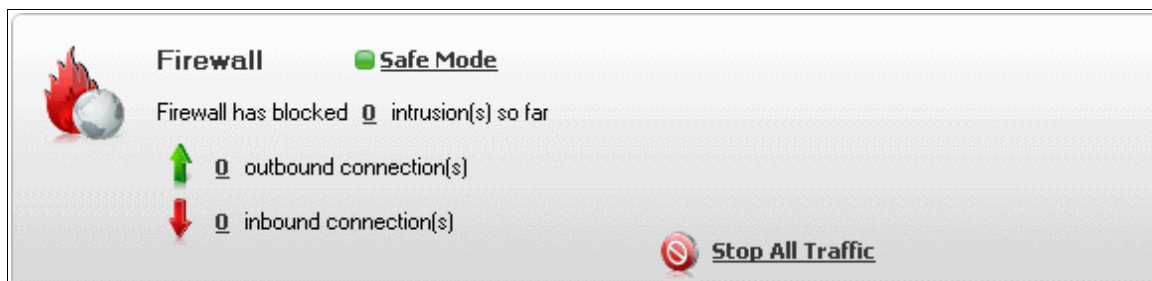 Firewall Safe Mode
Firewall has blocked 0 intrusion(s) so far
0 outbound connection(s)
0 inbound connection(s)
Stop All Traffic